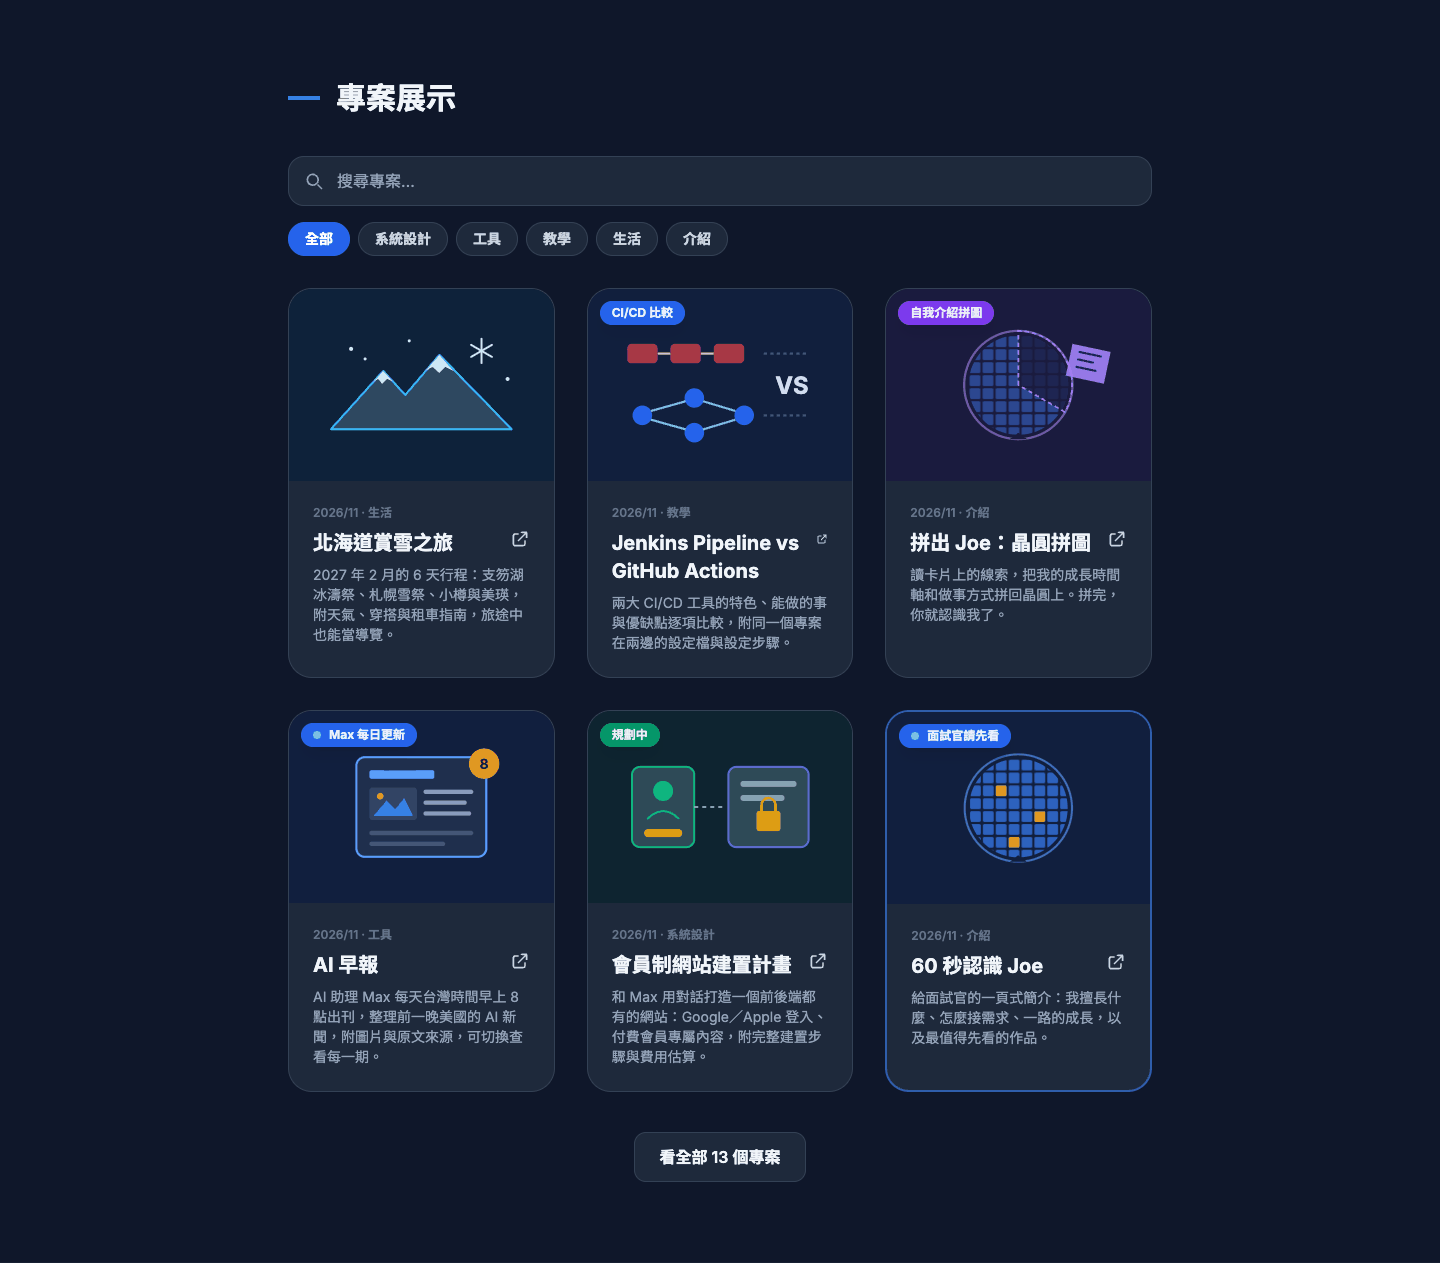 專案展示
搜尋專案...
全部
系統設計
工具
教學
生活
介紹
2026/11 · 生活
北海道賞雪之旅
2027 年 2 月的 6 天行程：支笏湖
冰濤祭、札幌雪祭、小樽與美瑛，
附天氣、穿搭與租車指南，旅途中
也能當導覽。
CI/CD 比較
VS
2026/11 · 教學
Jenkins Pipeline vs
GitHub Actions
兩大 CI/CD 工具的特色、能做的事
與優缺點逐項比較，附同一個專案
在兩邊的設定檔與設定步驟。
自我介紹拼圖
2026/11 · 介紹
拼出 Joe：晶圓拼圖
讀卡片上的線索，把我的成長時間
軸和做事方式拼回晶圓上。拼完，
你就認識我了。
Max 每日更新
8
2026/11 · 工具
AI 早報
AI 助理 Max 每天台灣時間早上 8
點出刊，整理前一晚美國的 AI 新
聞，附圖片與原文來源，可切換查
看每一期。
規劃中
2026/11 · 系統設計
會員制網站建置計畫
和 Max 用對話打造一個前後端都
有的網站：Google／Apple 登入、
付費會員專屬內容，附完整建置步
驟與費用估算。
面試官請先看
2026/11 · 介紹
60 秒認識 Joe
給面試官的一頁式簡介：我擅長什
麼、怎麼接需求、一路的成長，以
及最值得先看的作品。
看全部 13 個專案